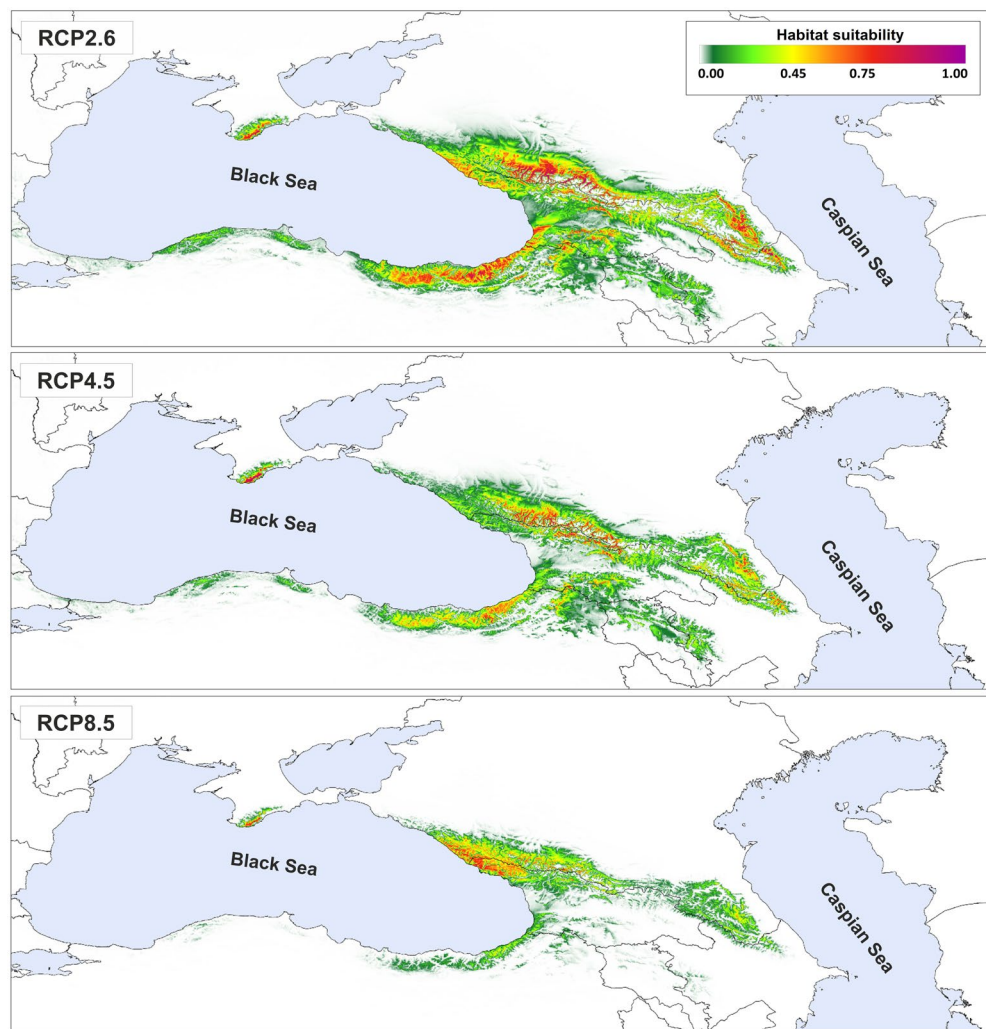 RCP2.6
Habitat suitability
0.00 0.45 0.75 1.00
Black Sea
Caspian Sea
RCP4.5
Black Sea
Caspian Sea
RCP8.5
Black Sea
Caspian Sea